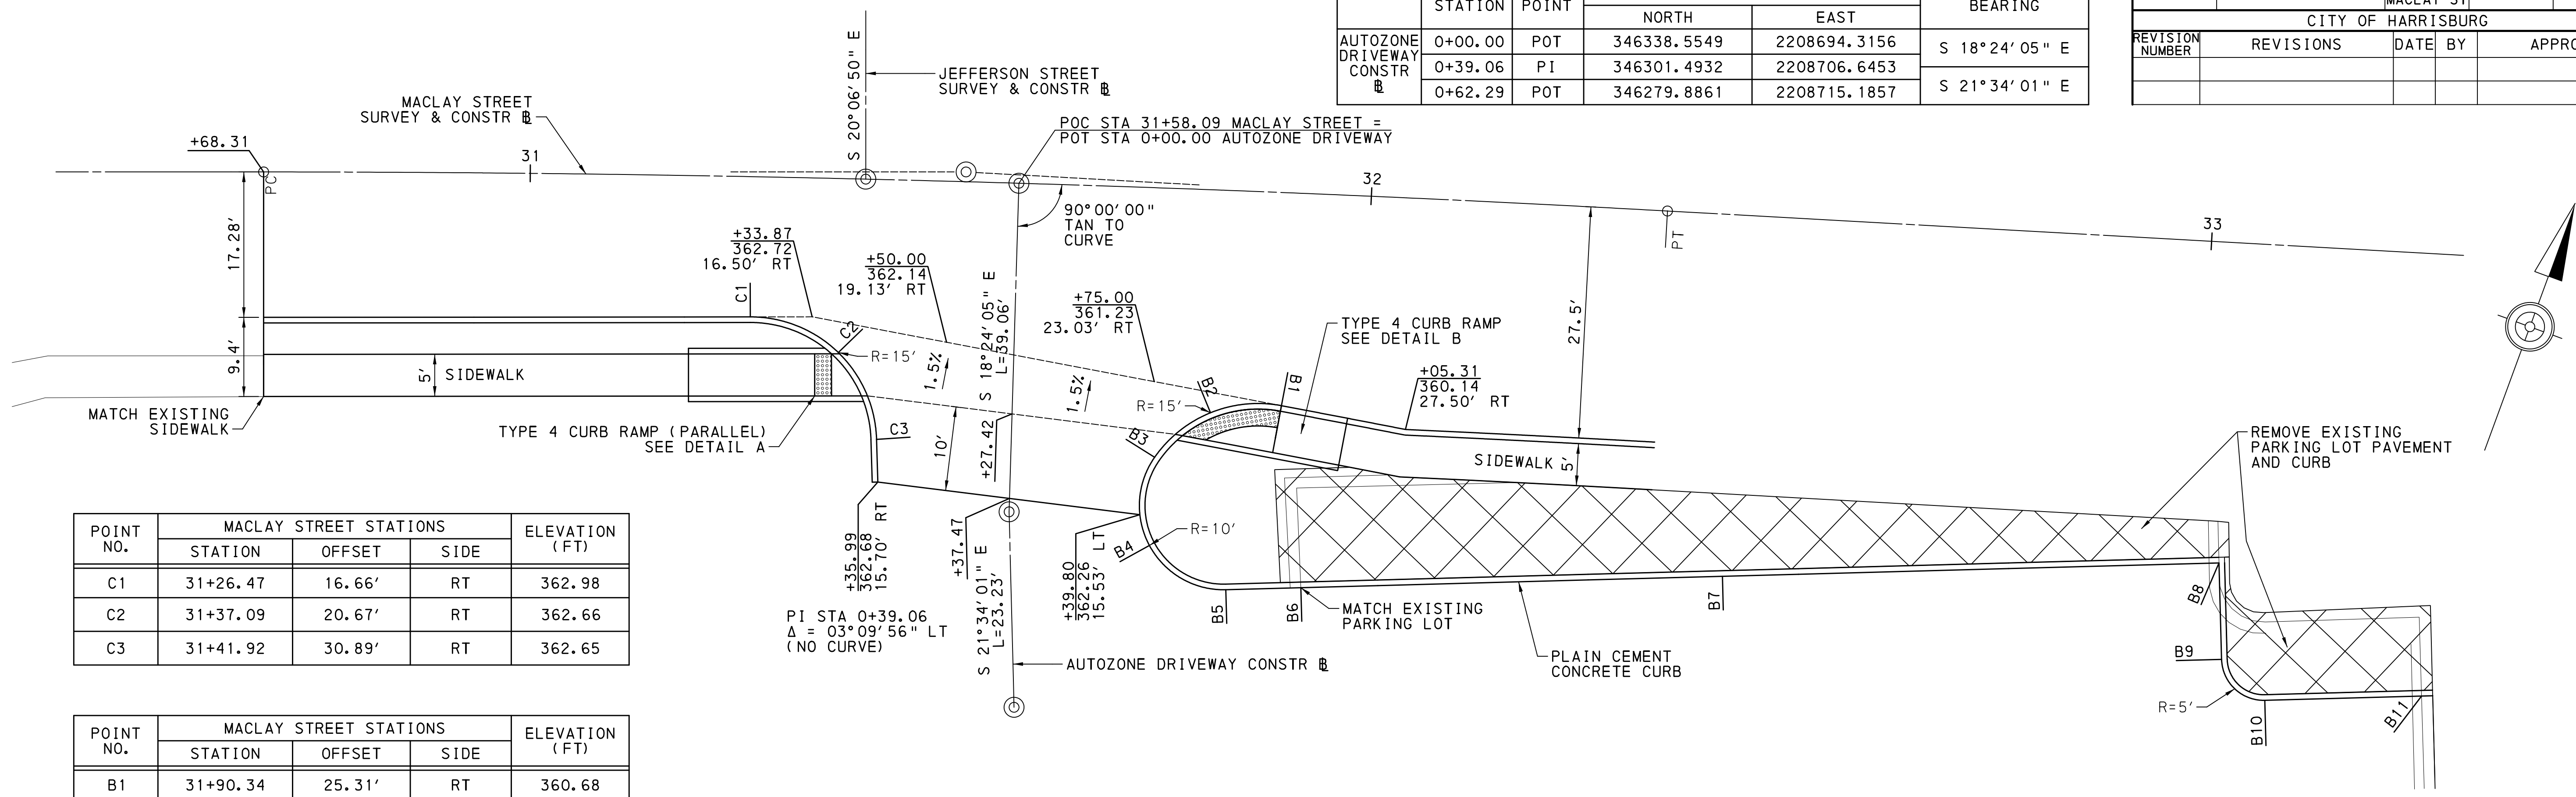 STATION POINT BEARING
NORTH EAST
AUTOZONE DRIVEWAY CONSTR ℄
0+00.00 POT 346338.5549 2208694.3156 S 18°24'05" E
0+39.06 PI 346301.4932 2208706.6453
0+62.29 POT 346279.8861 2208715.1857 S 21°34'01" E
MACLAY ST
CITY OF HARRISBURG
REVISION NUMBER REVISIONS DATE BY APPRO
S 20°06'50" E
JEFFERSON STREET
SURVEY & CONSTR ℄
MACLAY STREET
SURVEY & CONSTR ℄
POC STA 31+58.09 MACLAY STREET =
POT STA 0+00.00 AUTOZONE DRIVEWAY
+68.31
PC
31
32
33
PT
90°00'00"
TAN TO
CURVE
17.28'
9.4'
5'
SIDEWALK
MATCH EXISTING
SIDEWALK
C1
+33.87
362.72
16.50' RT
+50.00
362.14
19.13' RT
S 18°24'05" E
L=39.06'
+75.00
361.23
23.03' RT
TYPE 4 CURB RAMP
SEE DETAIL B
27.5'
+05.31
360.14
27.50' RT
C2
R=15'
1.5%
1.5%
R=15'
B2
B1
B3
C3
10'
+27.42
TYPE 4 CURB RAMP (PARALLEL)
SEE DETAIL A
SIDEWALK
5'
REMOVE EXISTING
PARKING LOT PAVEMENT
AND CURB
+35.99
362.68
15.70' RT
+37.47
+39.80
362.26
15.53' LT
B4
R=10'
PI STA 0+39.06
Δ = 03°09'56" LT
(NO CURVE)
S 21°34'01" E
L=23.23'
AUTOZONE DRIVEWAY CONSTR ℄
B5
B6
MATCH EXISTING
PARKING LOT
B7
PLAIN CEMENT
CONCRETE CURB
B8
B9
R=5'
B10
B11
POINT NO. MACLAY STREET STATIONS ELEVATION (FT)
STATION OFFSET SIDE
C1 31+26.47 16.66' RT 362.98
C2 31+37.09 20.67' RT 362.66
C3 31+41.92 30.89' RT 362.65
POINT NO. MACLAY STREET STATIONS ELEVATION (FT)
STATION OFFSET SIDE
B1 31+90.34 25.31' RT 360.68